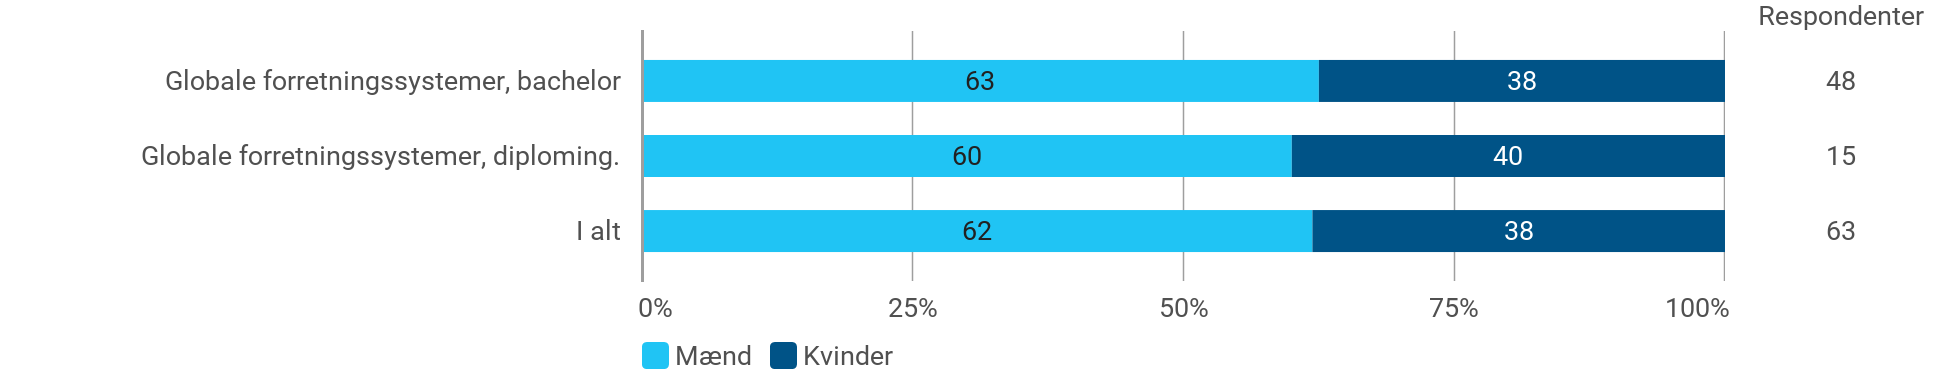 Respondenter
Globale forretningssystemer, bachelor 63 38 48
Globale forretningssystemer, diploming. 60 40 15
I alt 62 38 63
0% 25% 50% 75% 100%
Mænd Kvinder